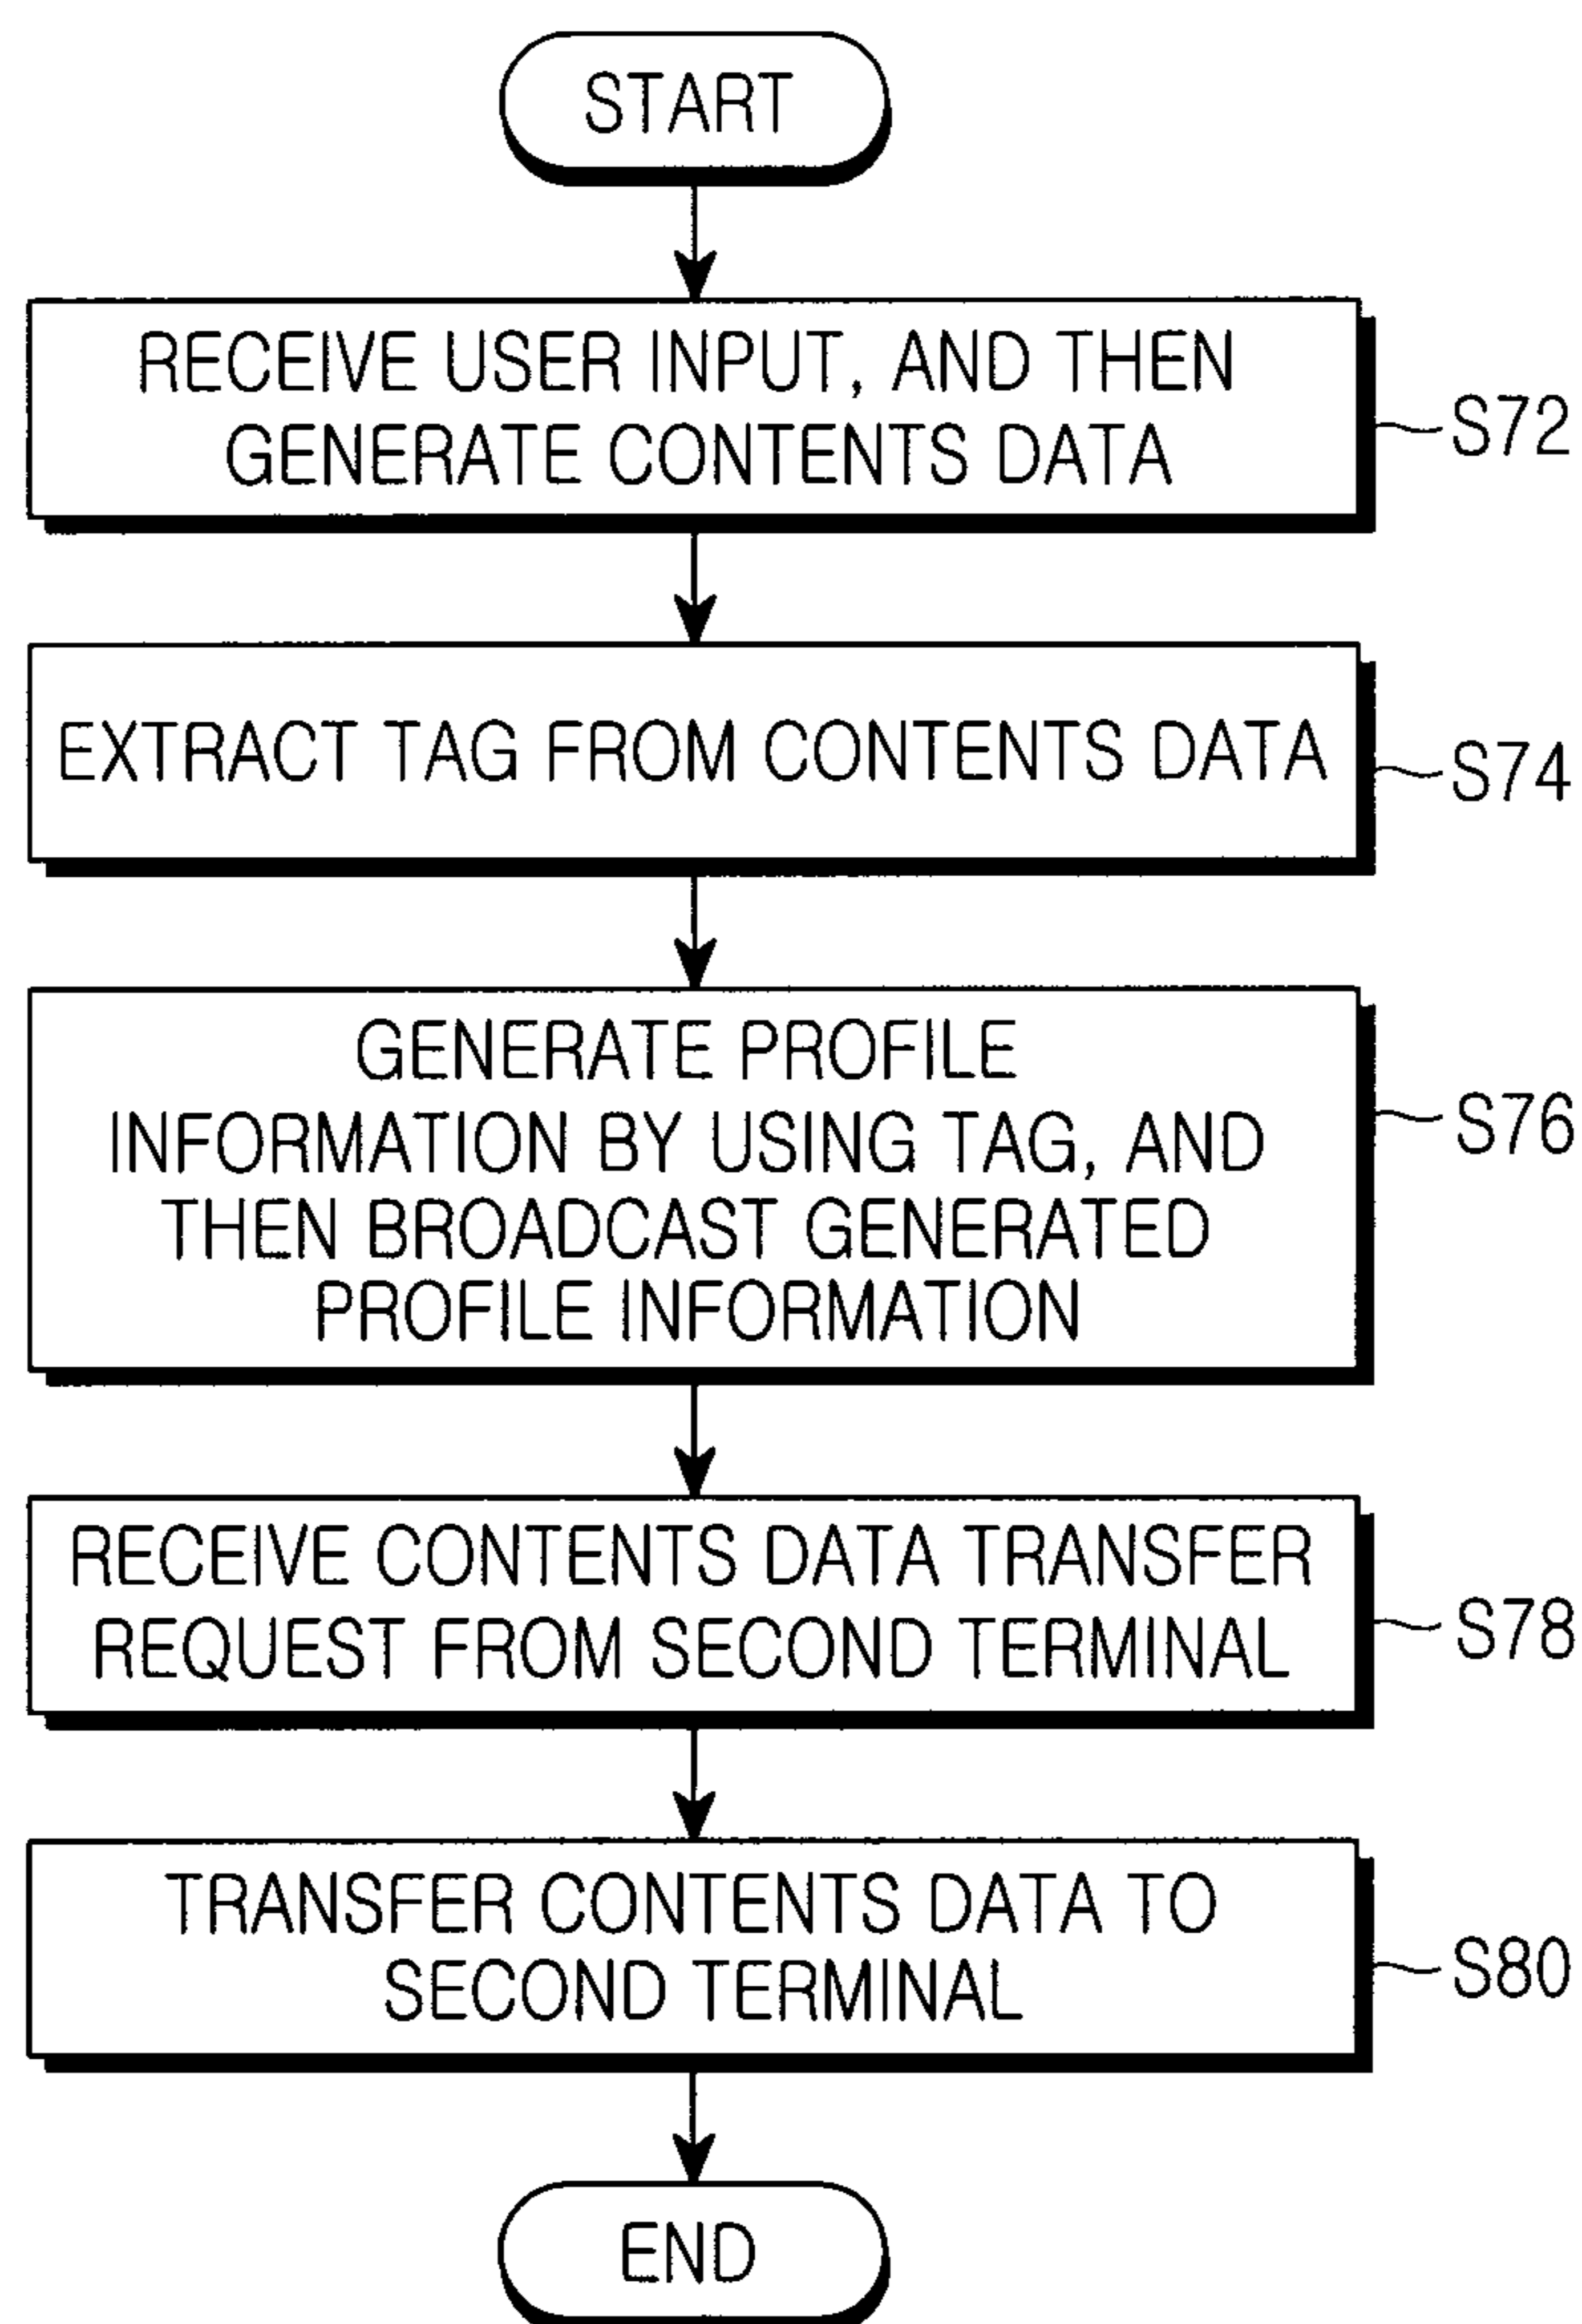 START
RECEIVE USER INPUT, AND THEN
GENERATE CONTENTS DATA
S72
EXTRACT TAG FROM CONTENTS DATA
S74
GENERATE PROFILE
INFORMATION BY USING TAG, AND
THEN BROADCAST GENERATED
PROFILE INFORMATION
S76
RECEIVE CONTENTS DATA TRANSFER
REQUEST FROM SECOND TERMINAL
S78
TRANSFER CONTENTS DATA TO
SECOND TERMINAL
S80
END